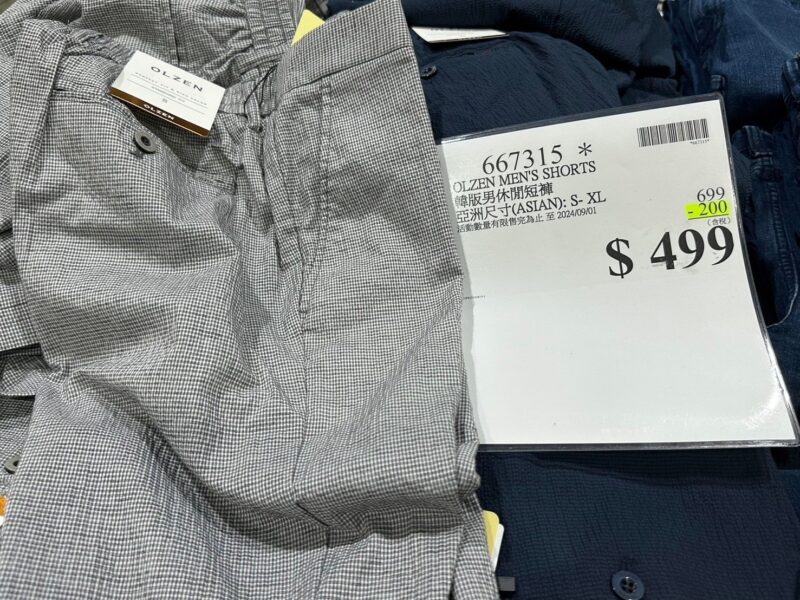 OLZEN
OLZEN
667315 *
OLZEN MEN'S SHORTS
韓版男休閒短褲
亞洲尺寸(ASIAN): S- XL
活動數量有限售完為止 至 2024/09/01
699
- 200
(含稅)
$ 499